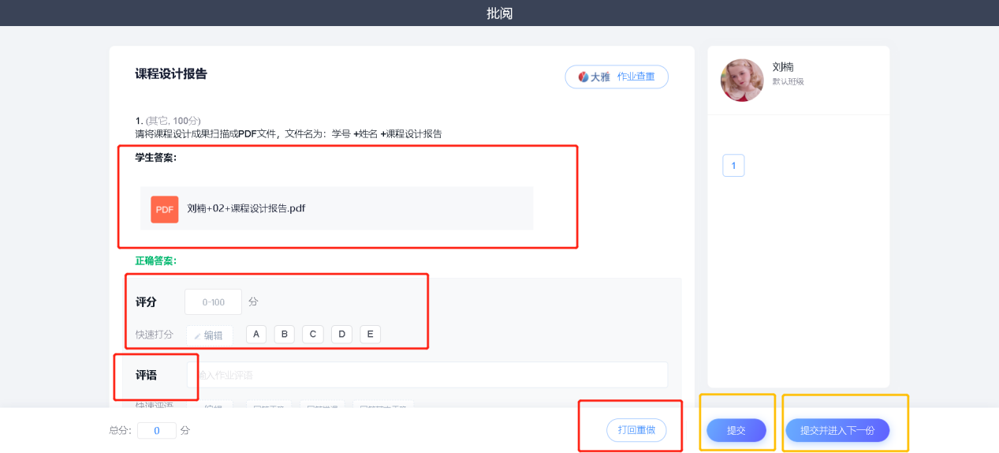 批阅
课程设计报告
大雅 作业查重
刘楠
默认班级
1. (其它, 100分)
请将课程设计成果扫描成PDF文件，文件名为：学号 +姓名 +课程设计报告
学生答案：
1
PDF 刘楠+02+课程设计报告.pdf
正确答案：
评分 0-100 分
快速打分 编辑 A B C D E
评语 输入作业评语
快速评语 编辑
总分： 0 分
打回重做 提交 提交并进入下一份